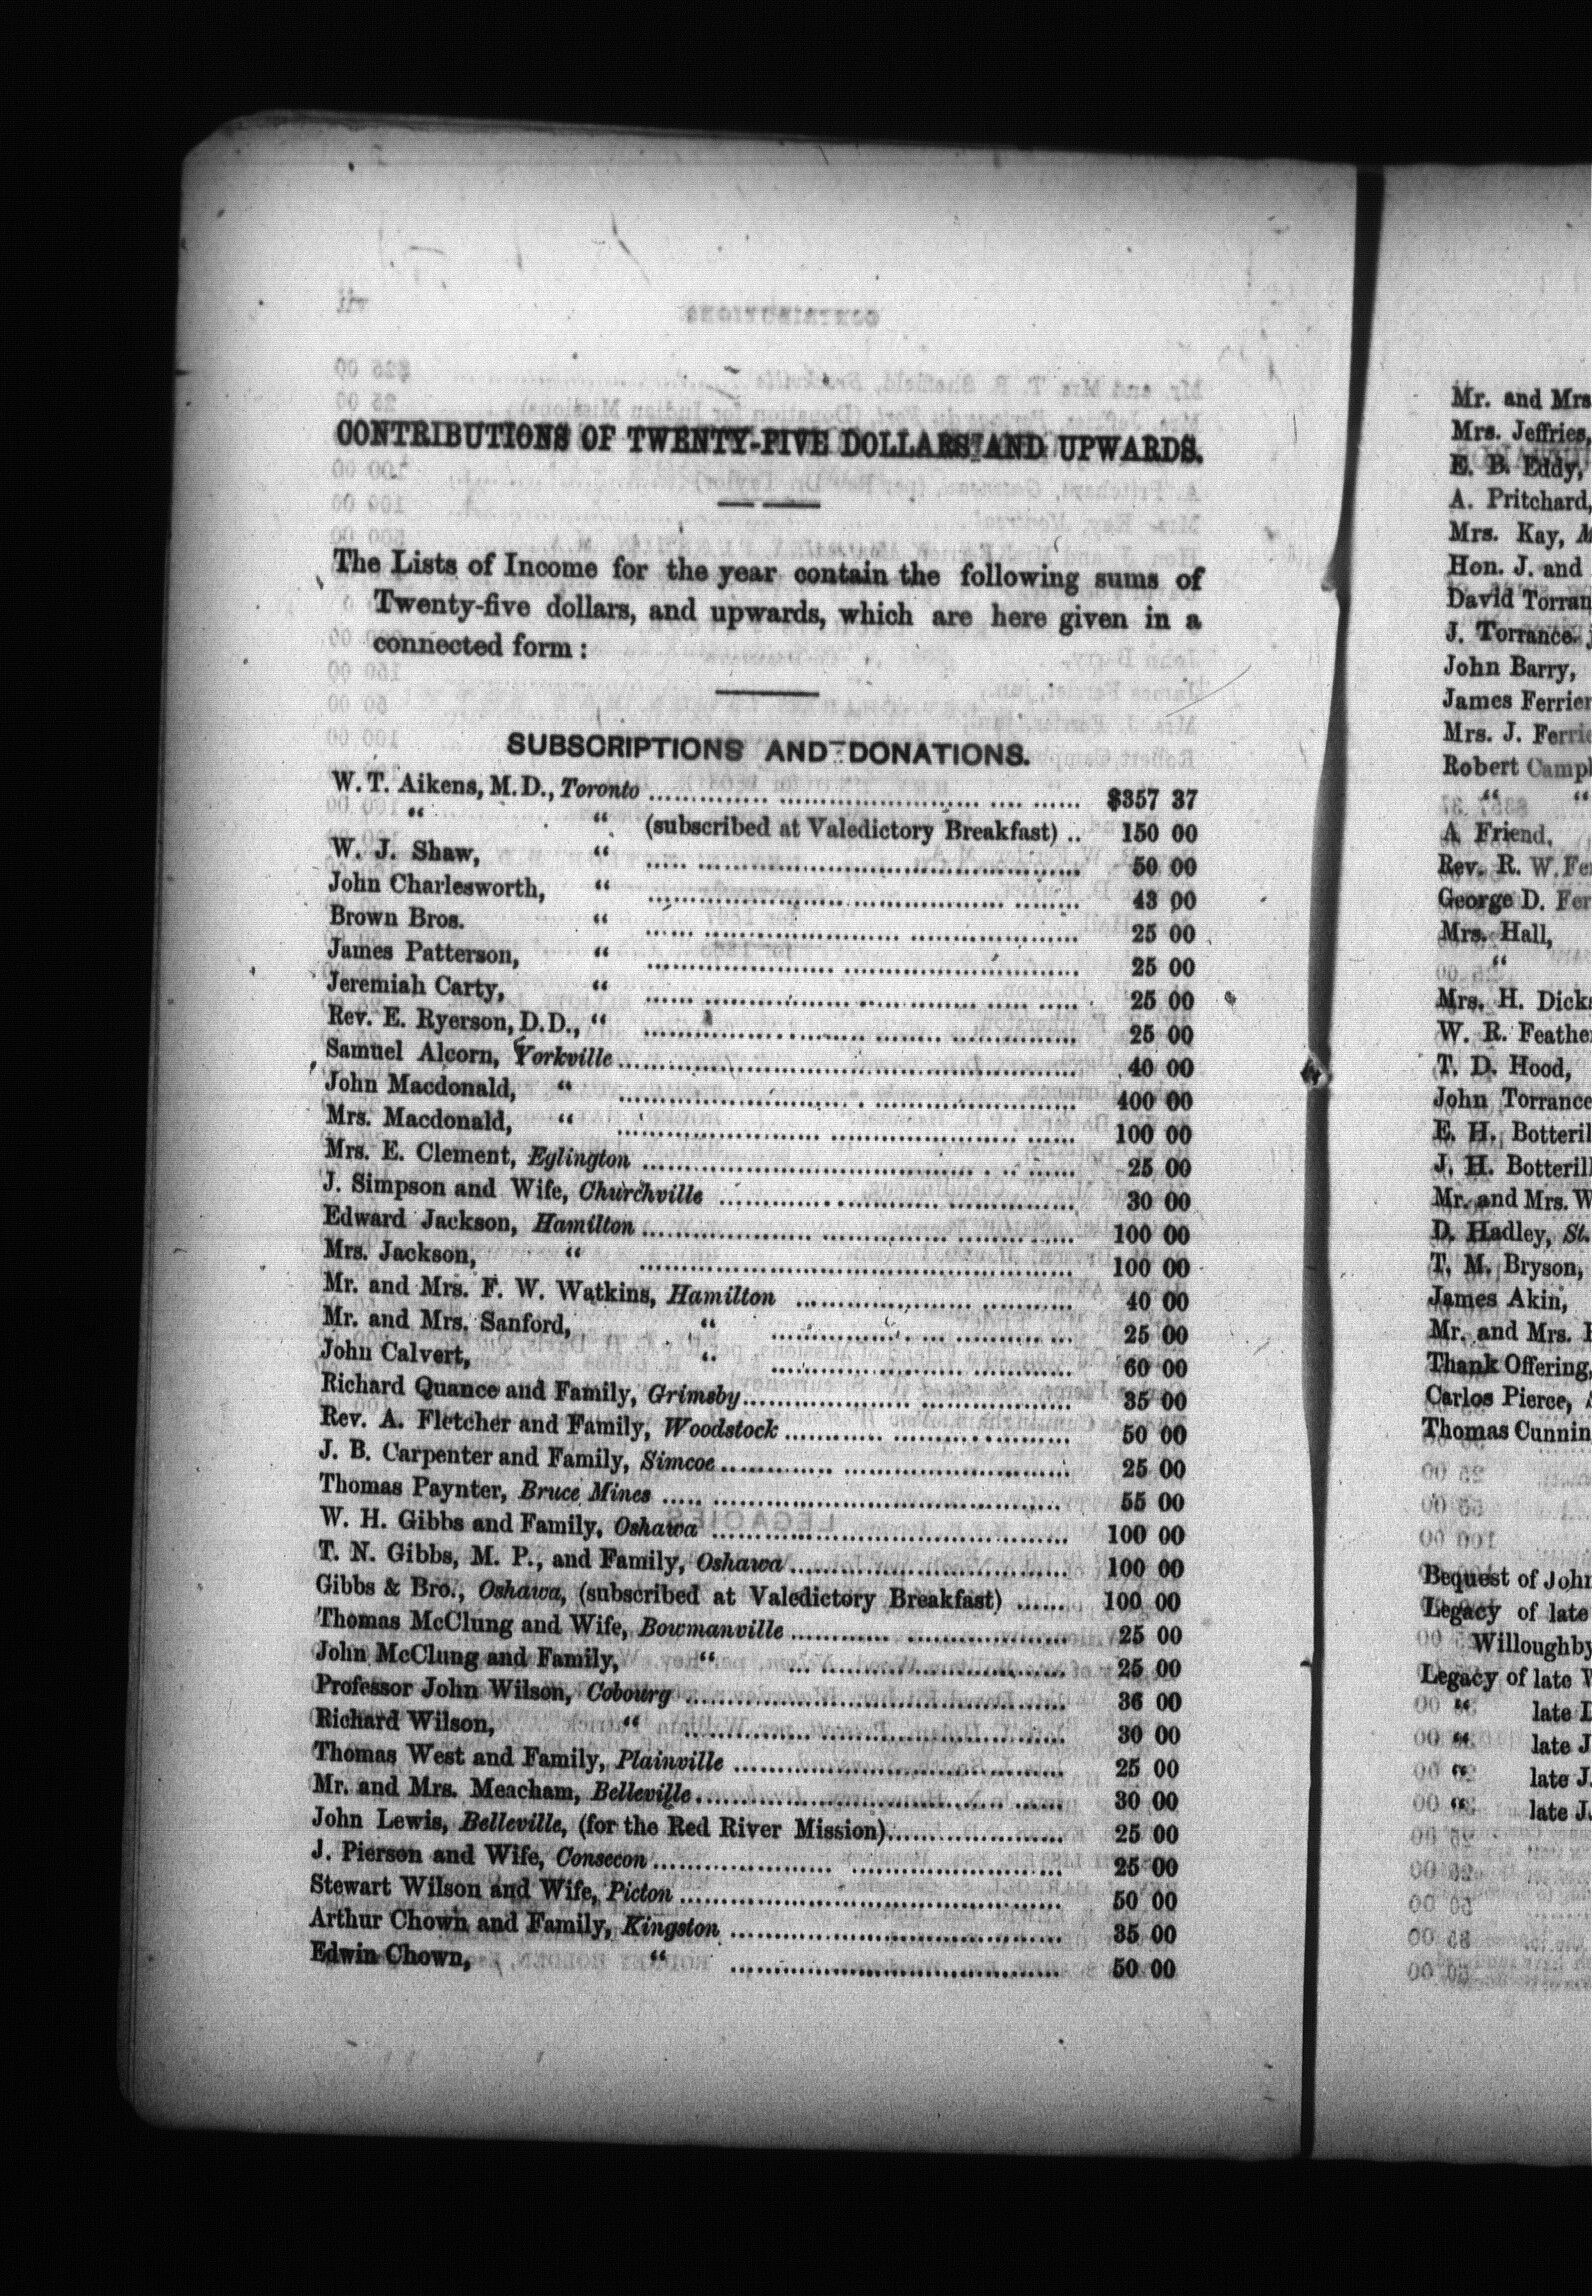 CONTRIBUTIONS OF TWENTY-FIVE DOLLARS AND UPWARDS.
The Lists of Income for the year contain the following sums of
Twenty-five dollars, and upwards, which are here given in a
connected form :
SUBSCRIPTIONS AND DONATIONS.
W. T. Aikens, M.D., Toronto .......... $357 37
“ “ (subscribed at Valedictory Breakfast) .. 150 00
W. J. Shaw, “ .......... 50 00
John Charlesworth, “ .......... 43 00
Brown Bros. “ .......... 25 00
James Patterson, “ .......... 25 00
Jeremiah Carty, “ .......... 25 00
Rev. E. Ryerson, D.D., “ .......... 25 00
Samuel Alcorn, Yorkville .......... 40 00
John Macdonald, “ .......... 400 00
Mrs. Macdonald, “ .......... 100 00
Mrs. E. Clement, Eglington .......... 25 00
J. Simpson and Wife, Churchville .......... 30 00
Edward Jackson, Hamilton .......... 100 00
Mrs. Jackson, “ .......... 100 00
Mr. and Mrs. F. W. Watkins, Hamilton .......... 40 00
Mr. and Mrs. Sanford, “ .......... 25 00
John Calvert, “ .......... 60 00
Richard Quance and Family, Grimsby .......... 35 00
Rev. A. Fletcher and Family, Woodstock .......... 50 00
J. B. Carpenter and Family, Simcoe .......... 25 00
Thomas Paynter, Bruce Mines .......... 55 00
W. H. Gibbs and Family, Oshawa .......... 100 00
T. N. Gibbs, M. P., and Family, Oshawa .......... 100 00
Gibbs & Bro., Oshawa, (subscribed at Valedictory Breakfast) ...... 100 00
Thomas McClung and Wife, Bowmanville .......... 25 00
John McClung and Family, “ .......... 25 00
Professor John Wilson, Cobourg .......... 36 00
Richard Wilson, “ .......... 30 00
Thomas West and Family, Plainville .......... 25 00
Mr. and Mrs. Meacham, Belleville .......... 30 00
John Lewis, Belleville, (for the Red River Mission) .......... 25 00
J. Pierson and Wife, Consecon .......... 25 00
Stewart Wilson and Wife, Picton .......... 50 00
Arthur Chown and Family, Kingston .......... 35 00
Edwin Chown, “ .......... 50 00
Mr. and Mrs
Mrs. Jeffries,
E. B. Eddy,
A. Pritchard,
Mrs. Kay,
Hon. J. and
David Torran
J. Torrance.
John Barry,
James Ferrier
Mrs. J. Ferrie
Robert Campl
“ “
A Friend,
Rev. R. W. Fe
George D. Fer
Mrs. Hall,
“
Mrs. H. Dicks
W. R. Feather
T. D. Hood,
John Torrance
E. H. Botteril
J. H. Botterill
Mr. and Mrs. W
D. Hadley, St.
T. M. Bryson,
James Akin,
Mr. and Mrs.
Thank Offering,
Carlos Pierce,
Thomas Cunnin
Bequest of John
Legacy of late
Willoughby
Legacy of late
“ late
“ late J
“ late J.
“ late J.